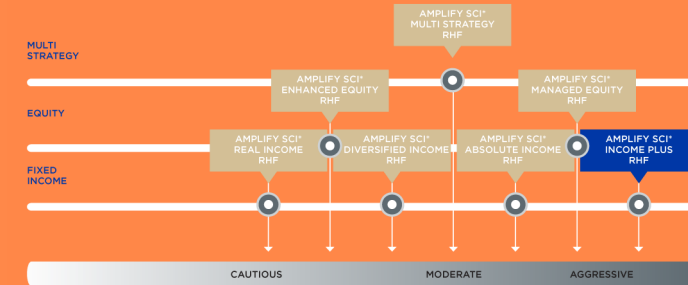 AMPLIFY SCI*
MULTI STRATEGY
RHF
MULTI
STRATEGY
AMPLIFY SCI*
ENHANCED EQUITY
RHF
AMPLIFY SCI*
MANAGED EQUITY
RHF
EQUITY
AMPLIFY SCI*
REAL INCOME
RHF
AMPLIFY SCI*
DIVERSIFIED INCOME
RHF
AMPLIFY SCI*
ABSOLUTE INCOME
RHF
AMPLIFY SCI*
INCOME PLUS
RHF
FIXED
INCOME
CAUTIOUS
MODERATE
AGGRESSIVE